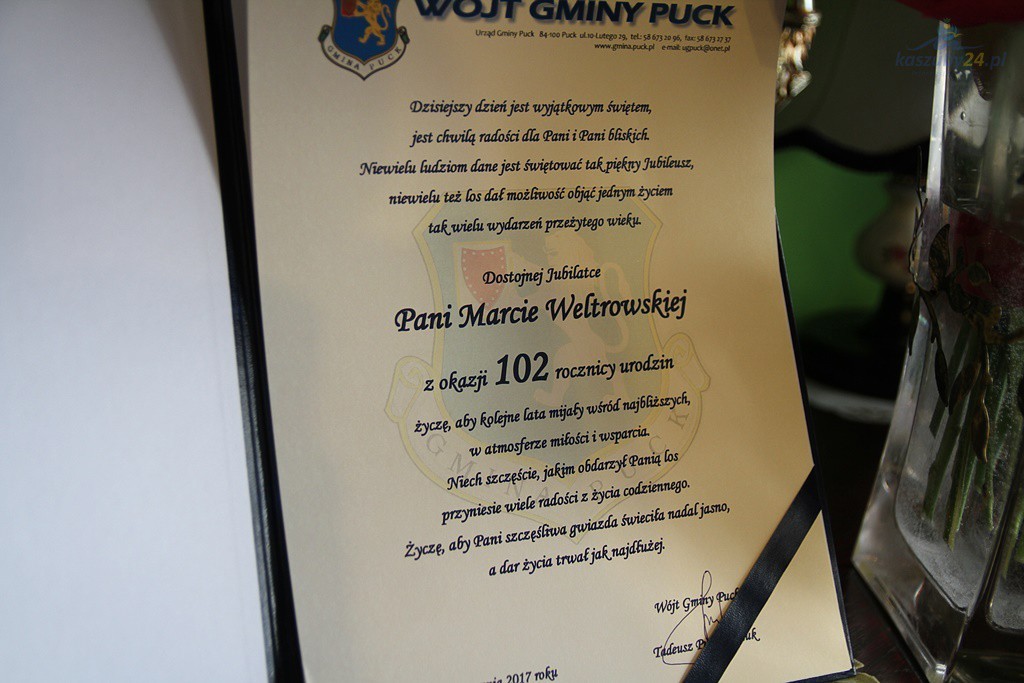 WÓJT GMINY PUCK
Urząd Gminy Puck 84-100 Puck ul.10-Lutego 29, tel.: 58 673 20 96, fax: 58 673 27 37
www.gmina.puck.pl e-mail: ugpuck@onet.pl
GMINA PUCK
kaszuby24.pl
Dzisiejszy dzień jest wyjątkowym świętem,
jest chwilą radości dla Pani i Pani bliskich.
Niewielu ludziom dane jest świętować tak piękny Jubileusz,
niewielu też los dał możliwość objąć jednym życiem
tak wielu wydarzeń przeżytego wieku.
Dostojnej Jubilatce
Pani Marcie Weltrowskiej
z okazji 102 rocznicy urodzin
życzę, aby kolejne lata mijały wśród najbliższych,
w atmosferze miłości i wsparcia.
Niech szczęście, jakim obdarzył Panią los
przyniesie wiele radości z życia codziennego.
Życzę, aby Pani szczęśliwa gwiazda świeciła nadal jasno,
a dar życia trwał jak najdłużej.
GMINA PUCK
Wójt Gminy Puck
Tadeusz
2017 roku